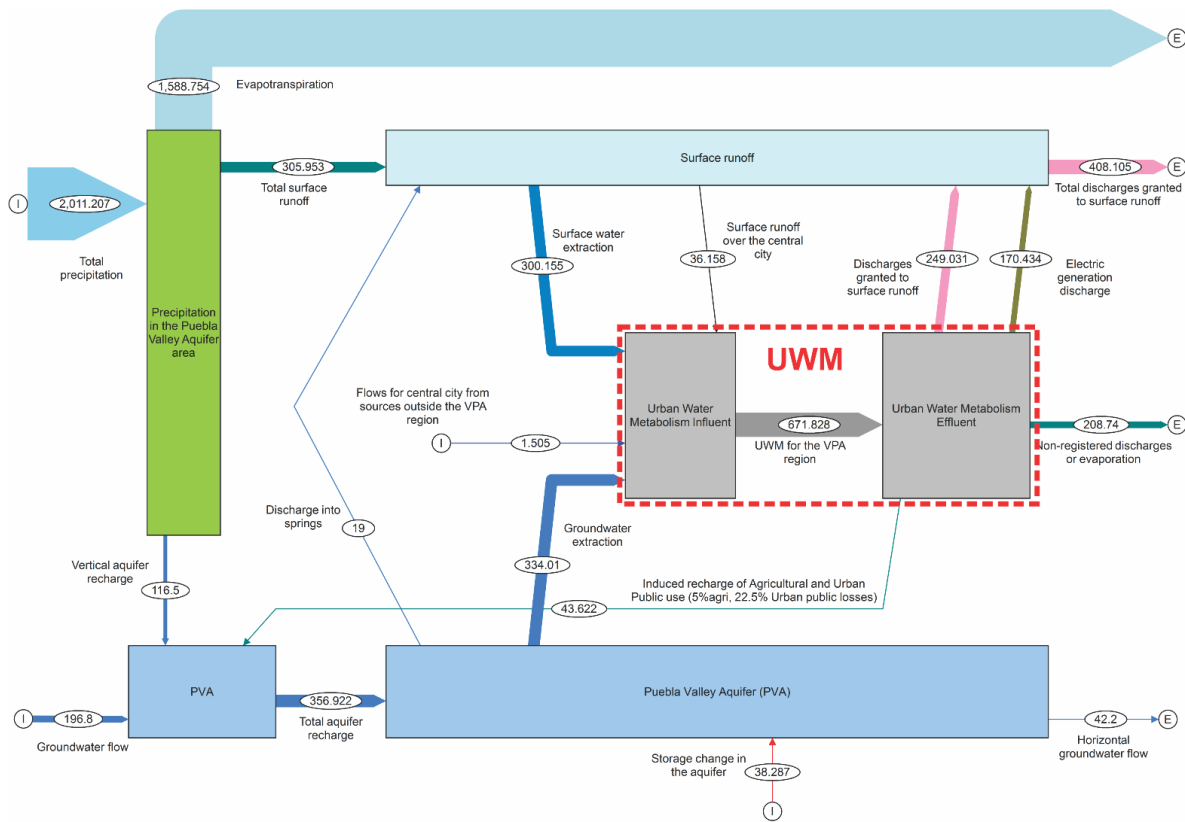 E
1,588.754
Evapotranspiration
Surface runoff
305.953
Total surface
runoff
408.105
E
Total discharges granted
to surface runoff
I
2,011.207
Total
precipitation
Surface water
extraction
300.155
Surface runoff
over the central
city
36.158
Discharges
granted to
surface runoff
249.031
170.434
Electric
generation
discharge
Precipitation
in the Puebla
Valley Aquifer
area
UWM
Flows for central city from
sources outside the VPA
region
I
1.505
Urban Water
Metabolism Influent
671.828
UWM for the VPA
region
Urban Water Metabolism
Effluent
208.74
E
Non-registered discharges
or evaporation
Discharge into
springs
19
Groundwater
extraction
334.01
Vertical aquifer
recharge
116.5
Induced recharge of Agricultural and Urban
Public use (5%agri, 22.5% Urban public losses)
43.622
PVA
Puebla Valley Aquifer (PVA)
356.922
Total aquifer
recharge
I
196.8
Groundwater flow
42.2
E
Horizontal
groundwater flow
Storage change in
the aquifer
38.287
I